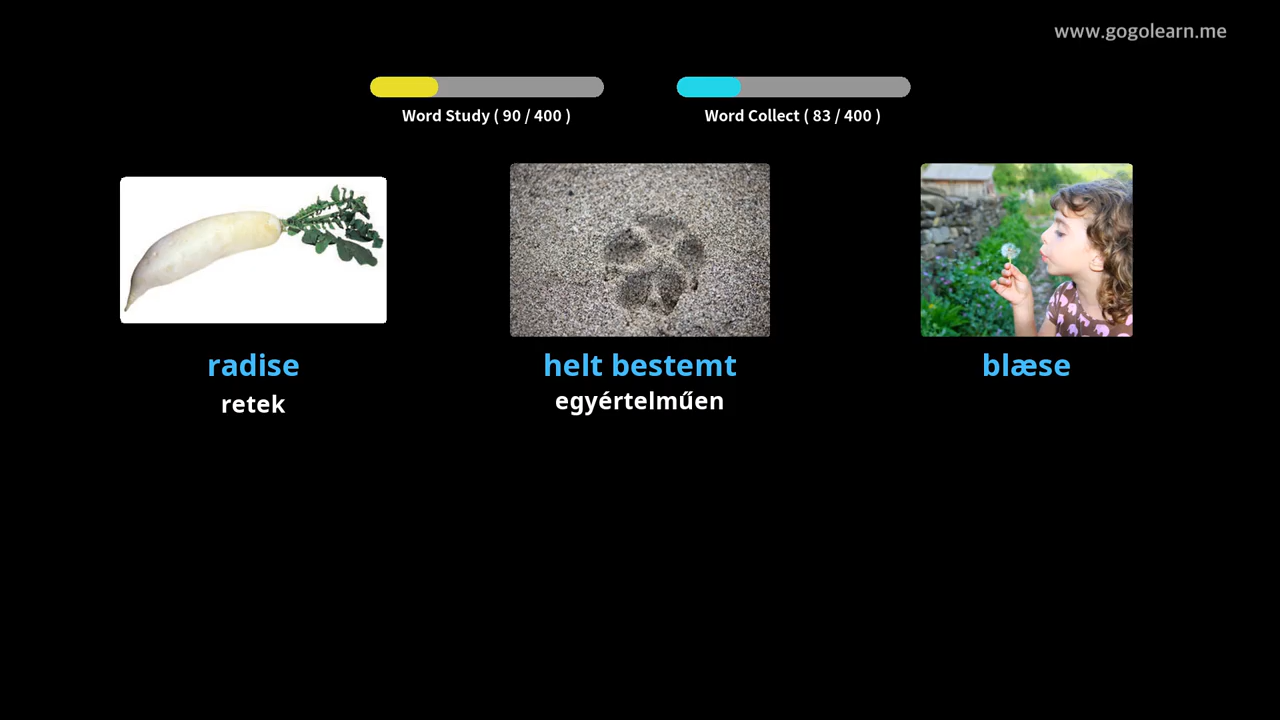 www.gogolearn.me
Word Study ( 90 / 400 )
Word Collect ( 83 / 400 )
radise
helt bestemt
blæse
retek
egyértelműen